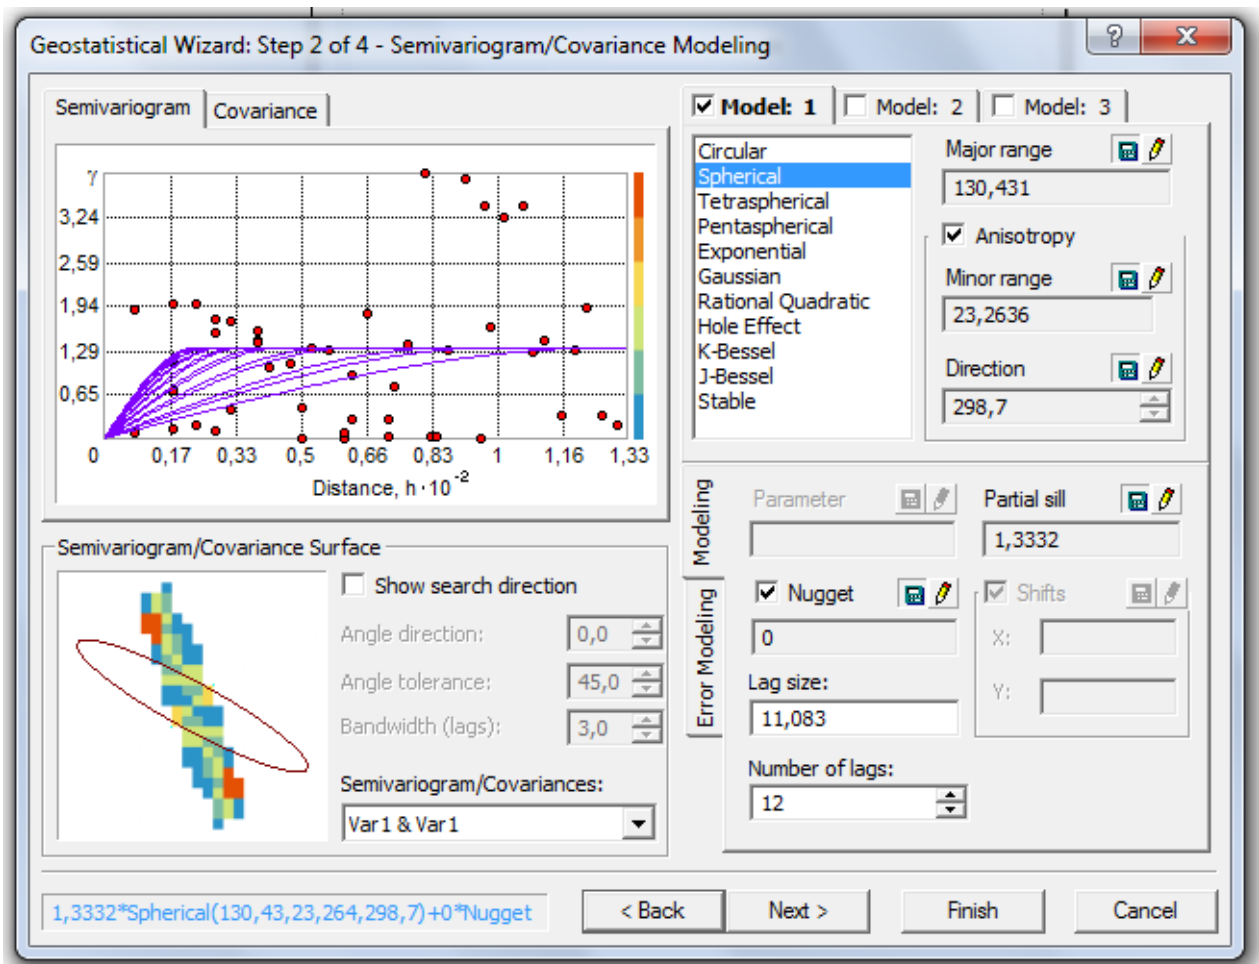 Geostatistical Wizard: Step 2 of 4 - Semivariogram/Covariance Modeling
?
X
Semivariogram
Covariance
γ
3,24
2,59
1,94
1,29
0,65
0
0 0,17 0,33 0,5 0,66 0,83 1 1,16 1,33
Distance, h·10⁻²
Semivariogram/Covariance Surface
Show search direction
Angle direction: 0,0
Angle tolerance: 45,0
Bandwidth (lags): 3,0
Semivariogram/Covariances:
Var1 & Var1
Model: 1 Model: 2 Model: 3
Circular
Spherical
Tetraspherical
Pentaspherical
Exponential
Gaussian
Rational Quadratic
Hole Effect
K-Bessel
J-Bessel
Stable
Major range
130,431
Anisotropy
Minor range
23,2636
Direction
298,7
Modeling
Error Modeling
Parameter
Partial sill
1,3332
Nugget
0
Shifts
X:
Y:
Lag size:
11,083
Number of lags:
12
1,3332*Spherical(130,43,23,264,298,7)+0*Nugget
< Back
Next >
Finish
Cancel